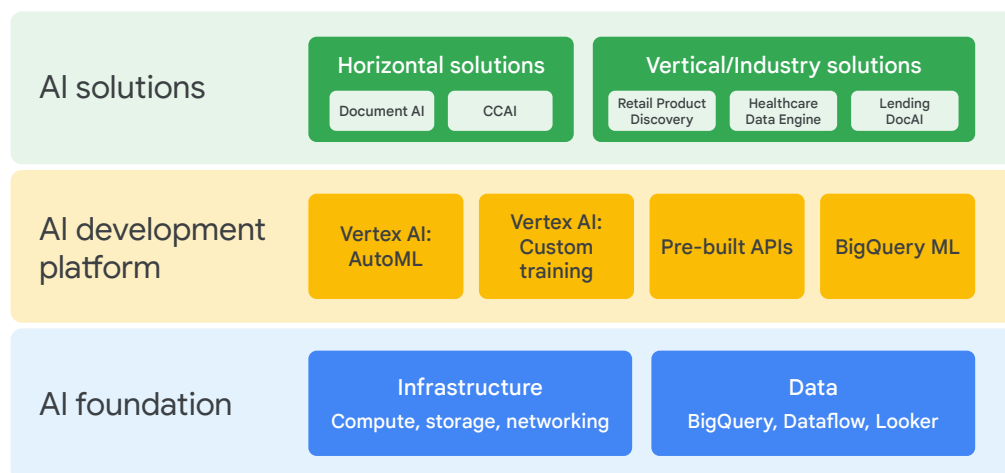 AI solutions
Horizontal solutions
Document AI
CCAI
Vertical/Industry solutions
Retail Product
Discovery
Healthcare
Data Engine
Lending
DocAI
AI development
platform
Vertex AI:
AutoML
Vertex AI:
Custom
training
Pre-built APIs
BigQuery ML
AI foundation
Infrastructure
Compute, storage, networking
Data
BigQuery, Dataflow, Looker